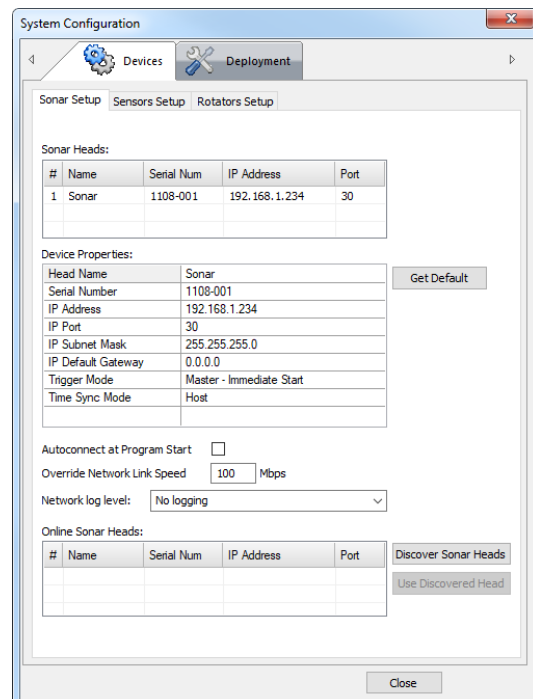 System Configuration
Devices Deployment
Sonar Setup Sensors Setup Rotators Setup
Sonar Heads:
# Name Serial Num IP Address Port
1 Sonar 1108-001 192.168.1.234 30
Device Properties:
Head Name Sonar
Get Default
Serial Number 1108-001
IP Address 192.168.1.234
IP Port 30
IP Subnet Mask 255.255.255.0
IP Default Gateway 0.0.0.0
Trigger Mode Master - Immediate Start
Time Sync Mode Host
Autoconnect at Program Start
Override Network Link Speed 100 Mbps
Network log level: No logging
Online Sonar Heads:
# Name Serial Num IP Address Port
Discover Sonar Heads
Use Discovered Head
Close